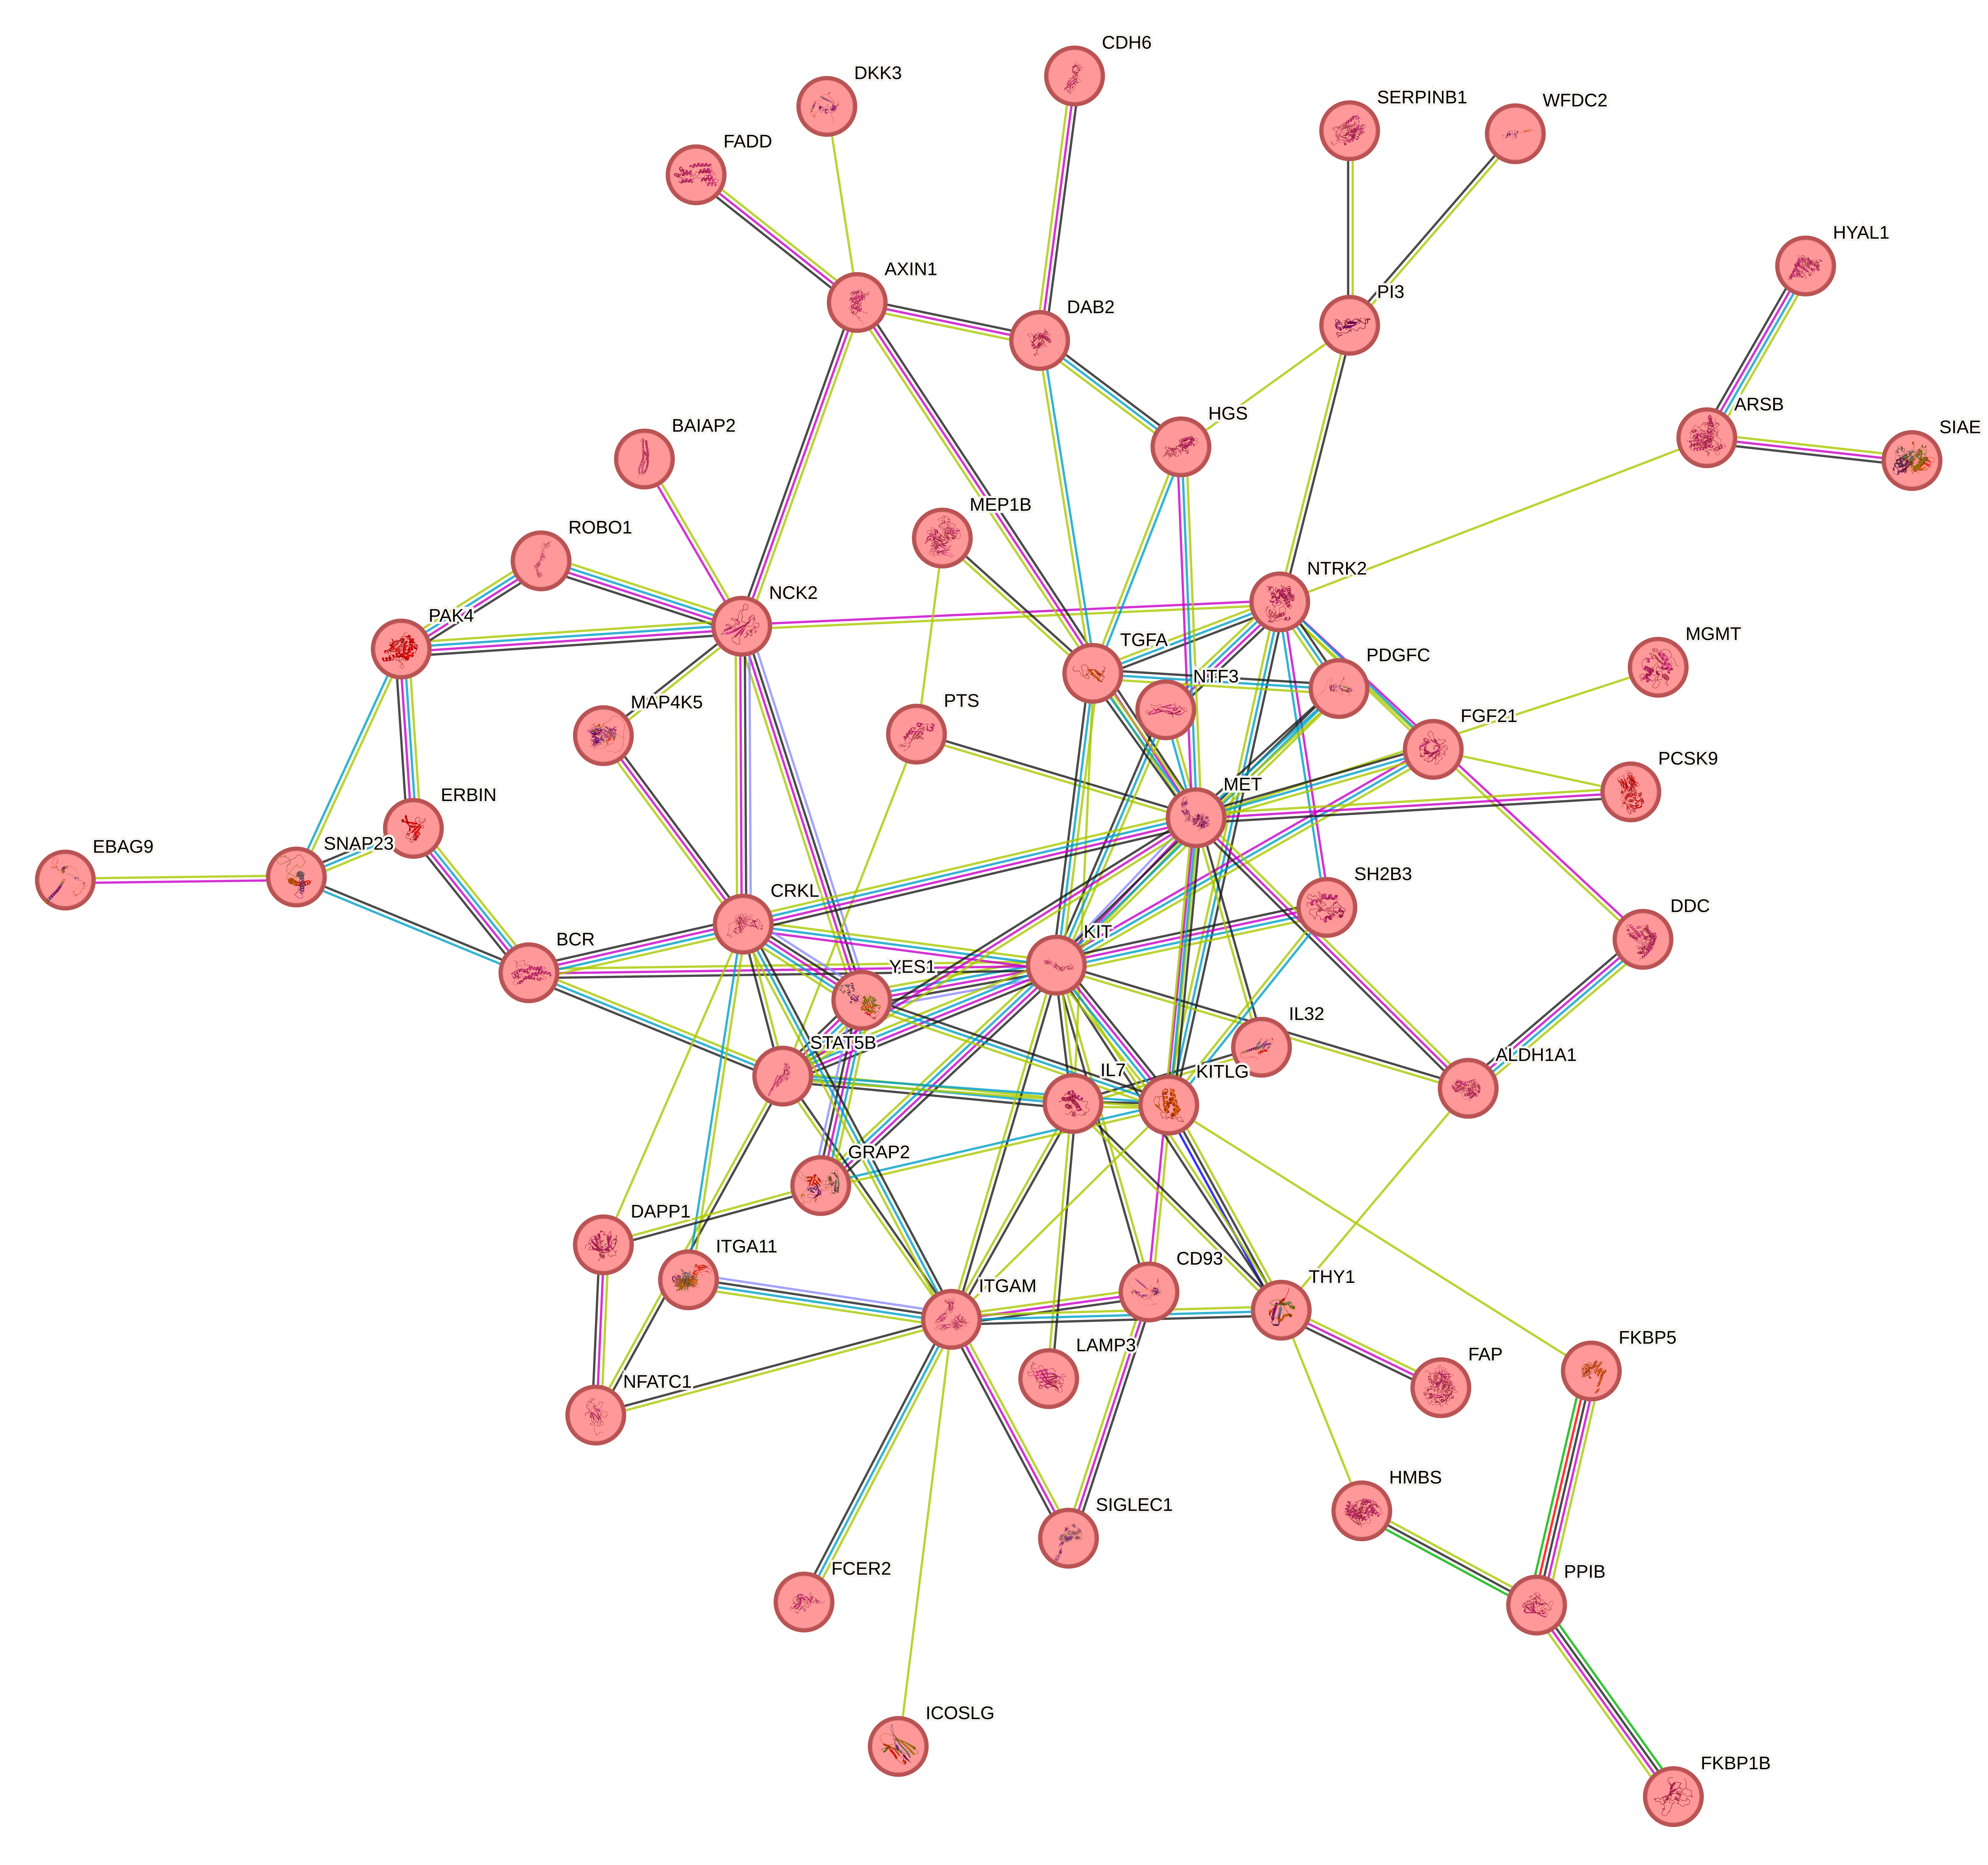 CDH6
DKK3
SERPINB1
WFDC2
FADD
HYAL1
AXIN1
PI3
DAB2
ARSB
HGS
BAIAP2
SIAE
MEP1B
ROBO1
NTRK2
NCK2
PAK4
TGFA
MGMT
PDGFC
NTF3
MAP4K5
PTS
FGF21
PCSK9
MET
ERBIN
SNAP23
EBAG9
SH2B3
CRKL
DDC
KIT
BCR
YES1
IL32
STAT5B
ALDH1A1
IL7
KITLG
GRAP2
DAPP1
ITGA11
CD93
THY1
ITGAM
FKBP5
LAMP3
FAP
NFATC1
HMBS
SIGLEC1
FCER2
PPIB
ICOSLG
FKBP1B